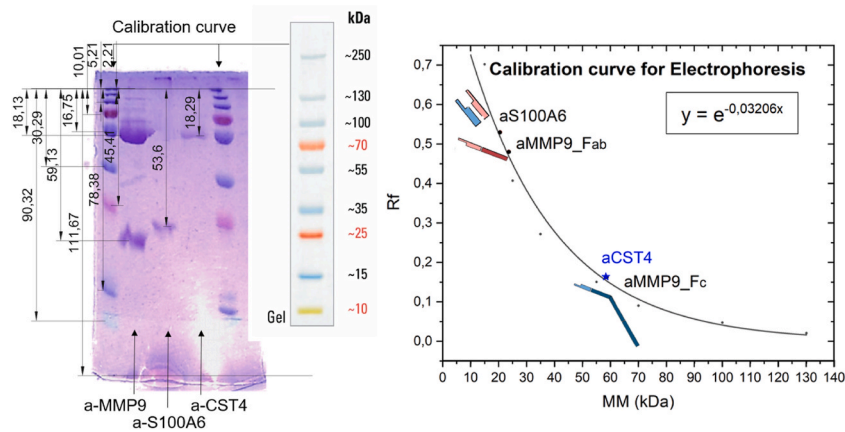 Calibration curve
kDa
~250
~130
~100
~70
~55
~35
~25
~15
~10
Gel
2,21
5,21
10,01
16,75
18,13
30,29
59,13
90,32
45,41
78,38
111,67
53,6
18,29
a-MMP9
a-S100A6
a-CST4
Calibration curve for Electrophoresis
y = e^-0,03206x
aS100A6
aMMP9_Fab
aCST4
aMMP9_Fc
Rf
0,7
0,6
0,5
0,4
0,3
0,2
0,1
0,0
0 10 20 30 40 50 60 70 80 90 100 110 120 130 140
MM (kDa)